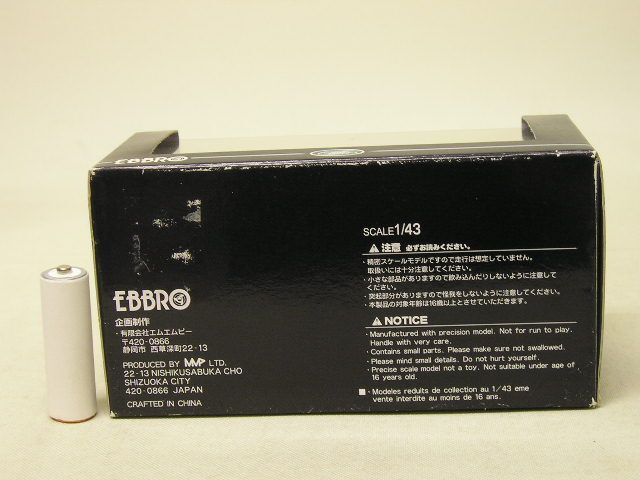 EBBRO
SCALE 1/43
注意 必ずお読みください。
・精密スケールモデルですので走行は想定していません。
取扱いには十分注意してください。
・小さな部品がありますので飲み込んだりしないように注意して
ください。
・突起部分がありますので怪我をしないように注意してください。
・本製品の対象年齢は16歳以上とさせていただきます。
NOTICE
・Manufactured with precision model. Not for run to play.
Handle with very care.
・Contains small parts. Please make sure not swallowed.
・Please mind small details. Do not hurt yourself.
・Precise scale model not a toy. Not suitable under age of
16 years old.
・Modeles reduits de collection au 1/43 eme
vente interdite au moins de 16 ans.
EBBRO
企画制作
・有限会社エムエムピー
〒420-0866
静岡市 西草深町22-13
PRODUCED BY MMP LTD.
22-13 NISHIKUSABUKA CHO
SHIZUOKA CITY
420-0866 JAPAN
CRAFTED IN CHINA